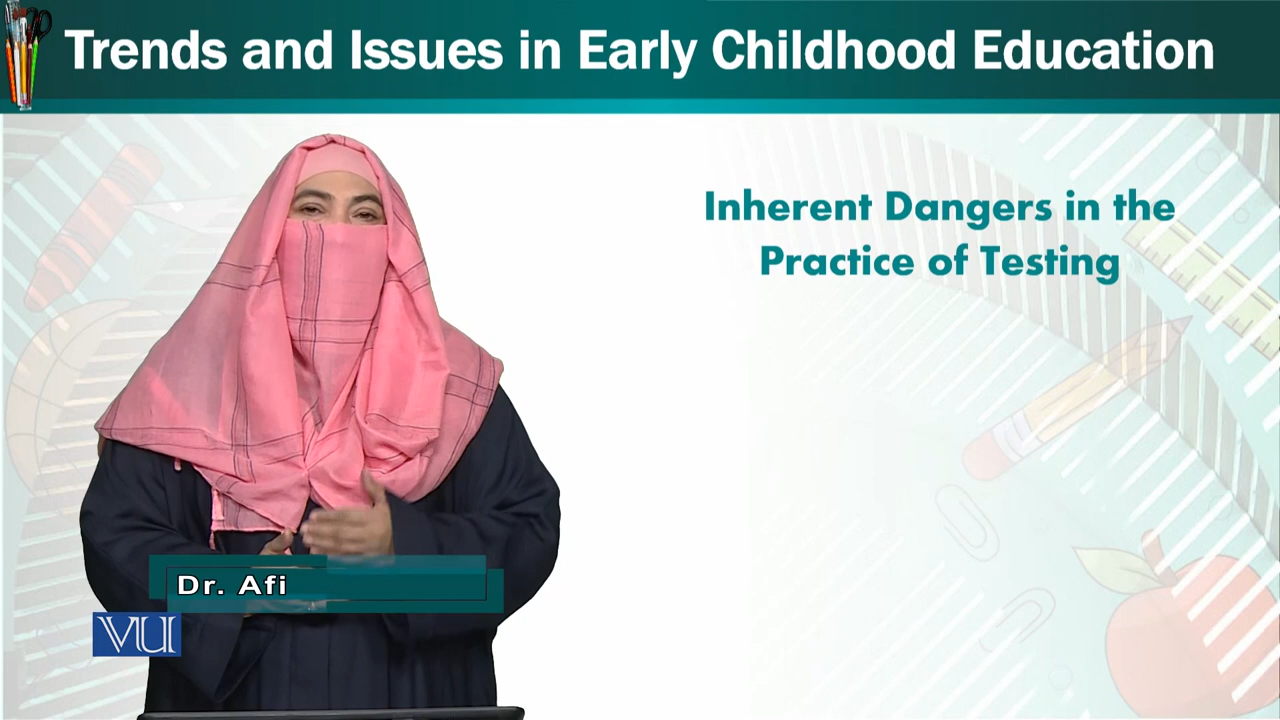 Trends and Issues in Early Childhood Education
Inherent Dangers in the
Practice of Testing
Dr. Afi
VU